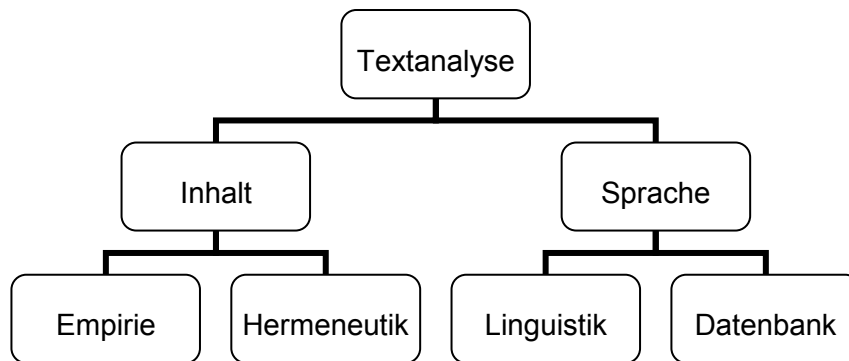 Textanalyse
Inhalt
Sprache
Empirie
Hermeneutik
Linguistik
Datenbank